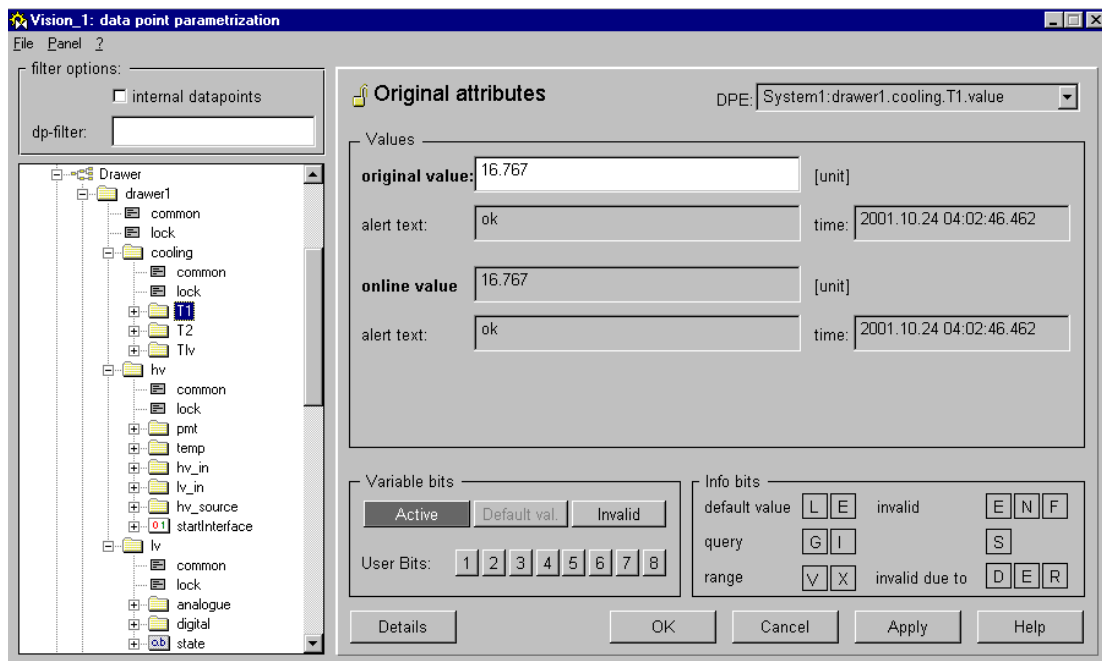 Vision_1: data point parametrization
File Panel ?
filter options:
internal datapoints
dp-filter:
Drawer
drawer1
common
lock
cooling
common
lock
T1
T2
Tlv
hv
common
lock
pmt
temp
hv_in
lv_in
hv_source
0 1 startInterface
lv
common
lock
analogue
digital
a.b state
Original attributes
DPE: System1:drawer1.cooling.T1.value
Values
original value: 16.767 [unit]
alert text: ok time: 2001.10.24 04:02:46.462
online value 16.767 [unit]
alert text: ok time: 2001.10.24 04:02:46.462
Variable bits
Active Default val. Invalid
User Bits: 1 2 3 4 5 6 7 8
Info bits
default value L E invalid E N F
query G I S
range V X invalid due to D E R
Details OK Cancel Apply Help